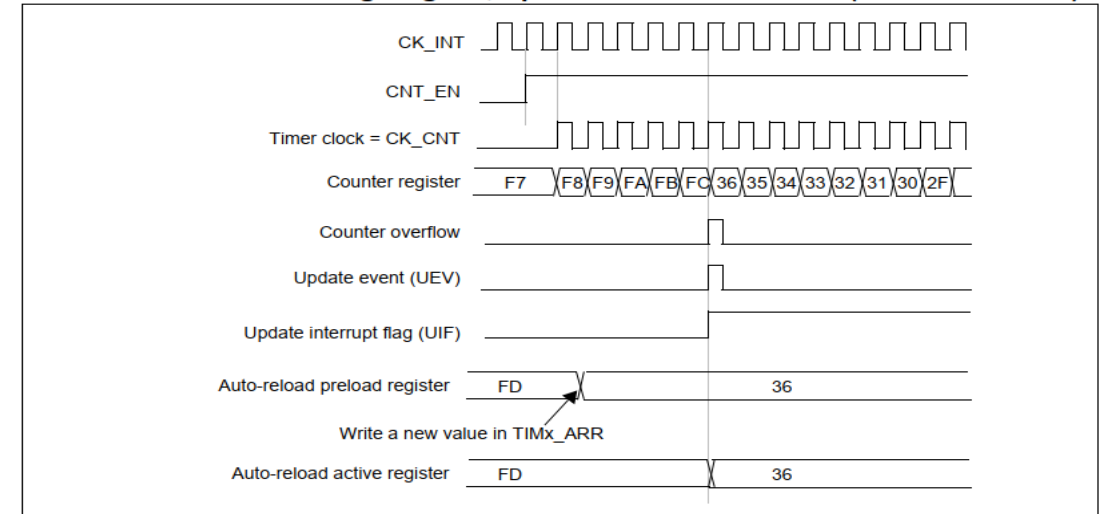 CK_INT
CNT_EN
Timer clock = CK_CNT
Counter register F7 F8 F9 FA FB FC 36 35 34 33 32 31 30 2F
Counter overflow
Update event (UEV)
Update interrupt flag (UIF)
Auto-reload preload register FD 36
Write a new value in TIMx_ARR
Auto-reload active register FD 36